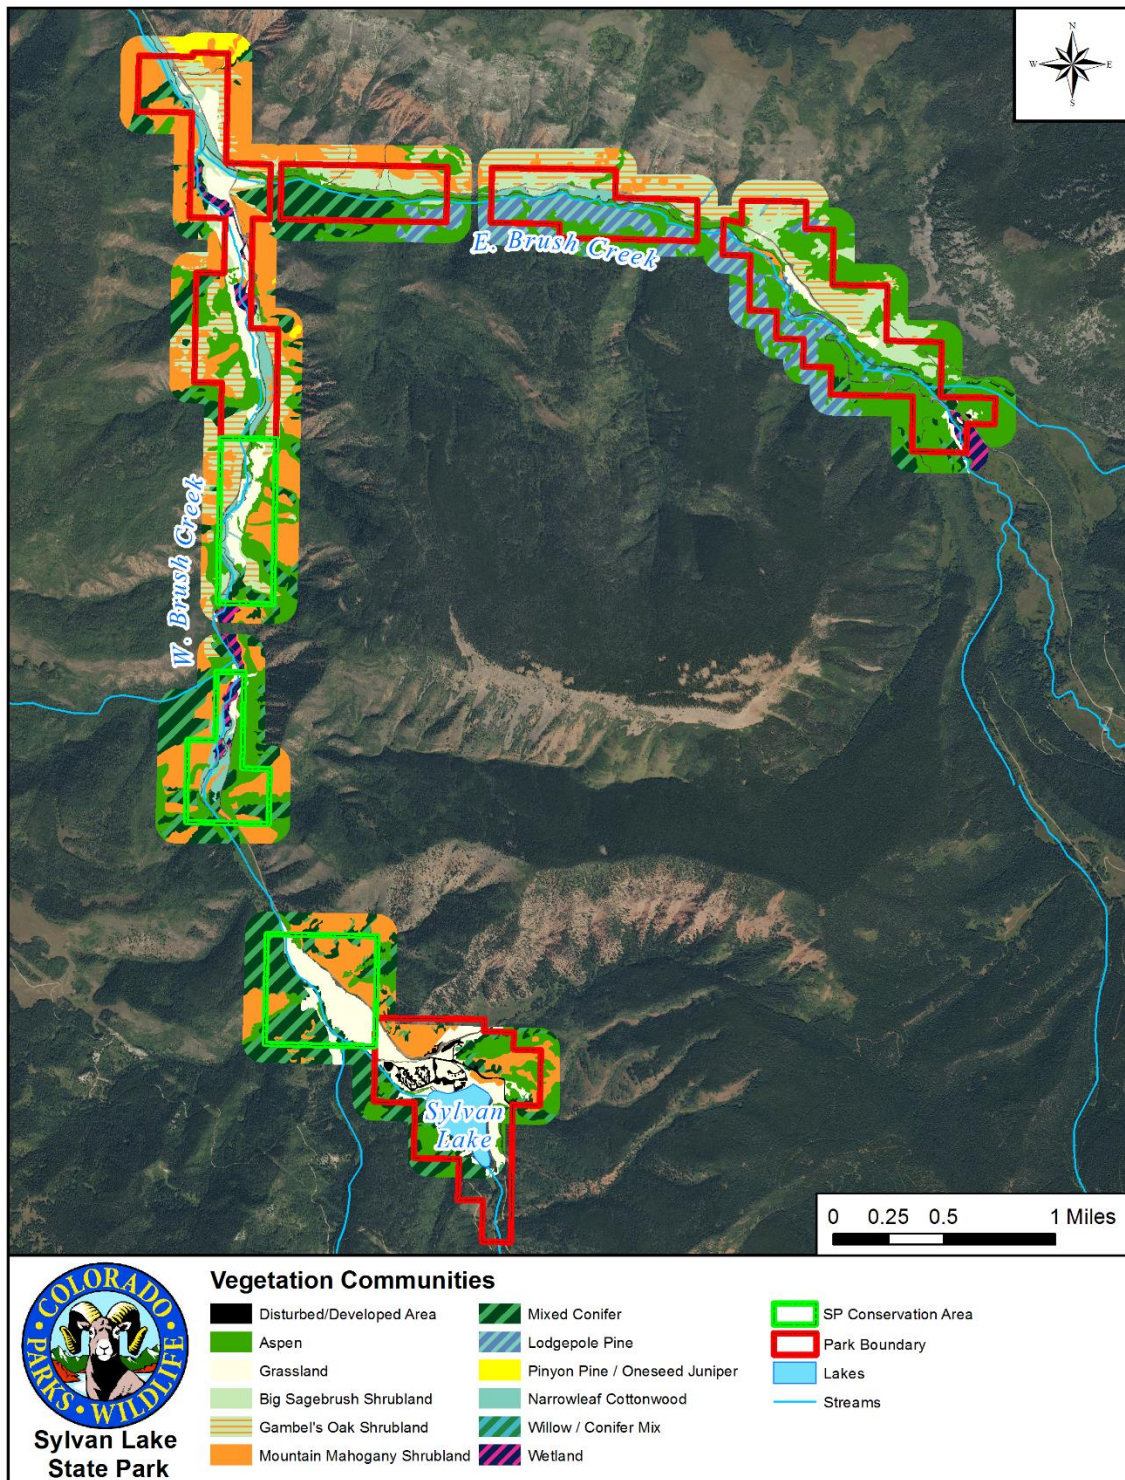 N
W E
S
E. Brush Creek
W. Brush Creek
Sylvan
Lake
0 0.25 0.5 1 Miles
COLORADO
PARKS • WILDLIFE
Sylvan Lake
State Park
Vegetation Communities
Disturbed/Developed Area
Aspen
Grassland
Big Sagebrush Shrubland
Gambel's Oak Shrubland
Mountain Mahogany Shrubland
Mixed Conifer
Lodgepole Pine
Pinyon Pine / Oneseed Juniper
Narrowleaf Cottonwood
Willow / Conifer Mix
Wetland
SP Conservation Area
Park Boundary
Lakes
Streams